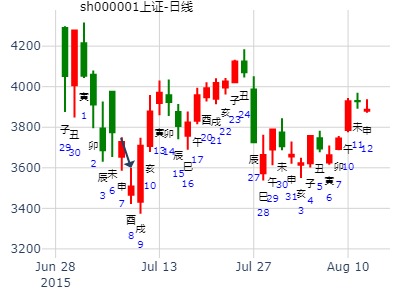 sh000001上证-日线
4200
4000
3800
3600
3400
3200
子
29
丑
30
寅
1
卯
2
辰
3
未
6
申
7
酉
8
戌
9
亥
10
寅
13
卯
14
辰
15
巳
16
午
17
酉
20
戌
21
亥
22
子
23
丑
24
辰
27
巳
28
午
29
未
30
申
31
亥
3
子
4
丑
5
寅
6
卯
7
午
10
未
11
申
12
Jun 28
Jul 13
Jul 27
Aug 10
2015